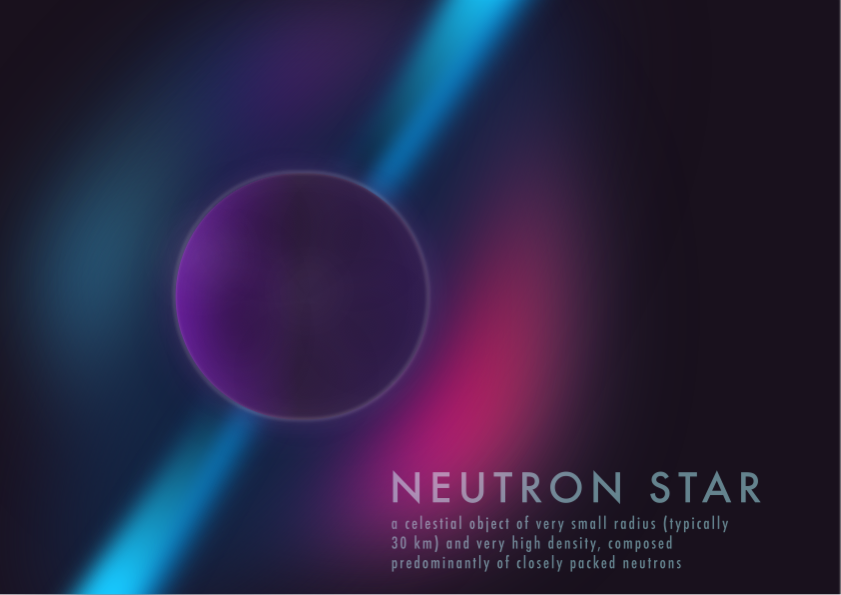 NEUTRON STAR
a celestial object of very small radius (typically
30 km) and very high density, composed
predominantly of closely packed neutrons